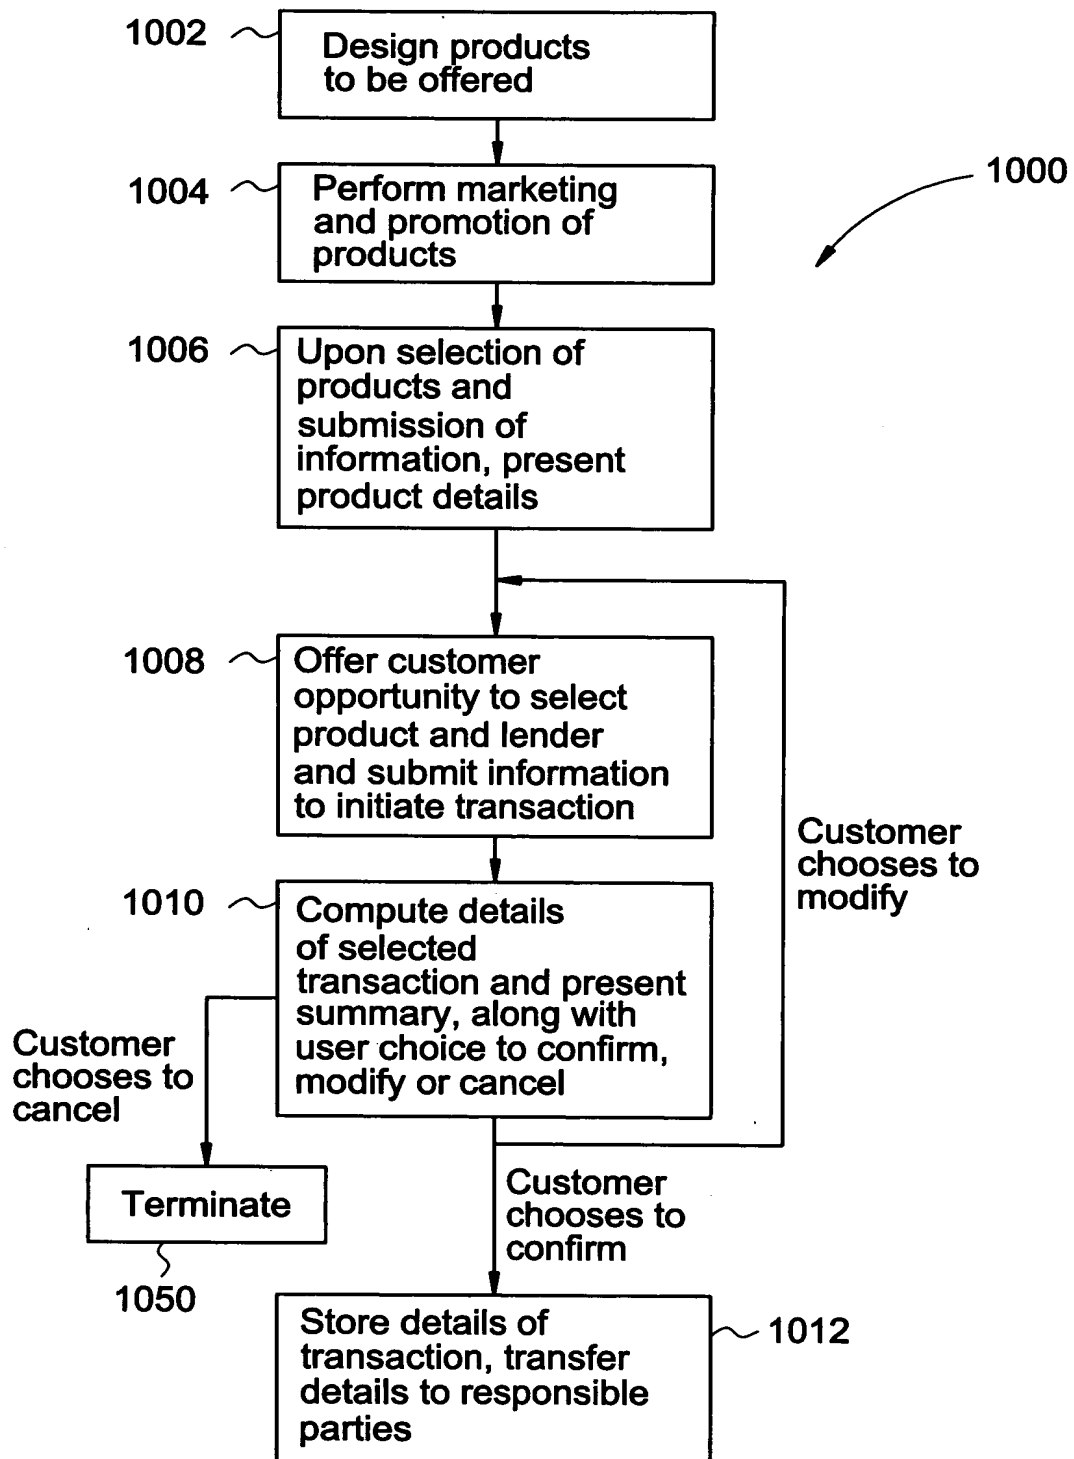 1002
Design products
to be offered
1004
Perform marketing
and promotion of
products
1000
1006
Upon selection of
products and
submission of
information, present
product details
1008
Offer customer
opportunity to select
product and lender
and submit information
to initiate transaction
Customer
chooses to
modify
1010
Compute details
of selected
transaction and present
summary, along with
user choice to confirm,
modify or cancel
Customer
chooses to
cancel
Terminate
1050
Customer
chooses to
confirm
Store details of
transaction, transfer
details to responsible
parties
1012